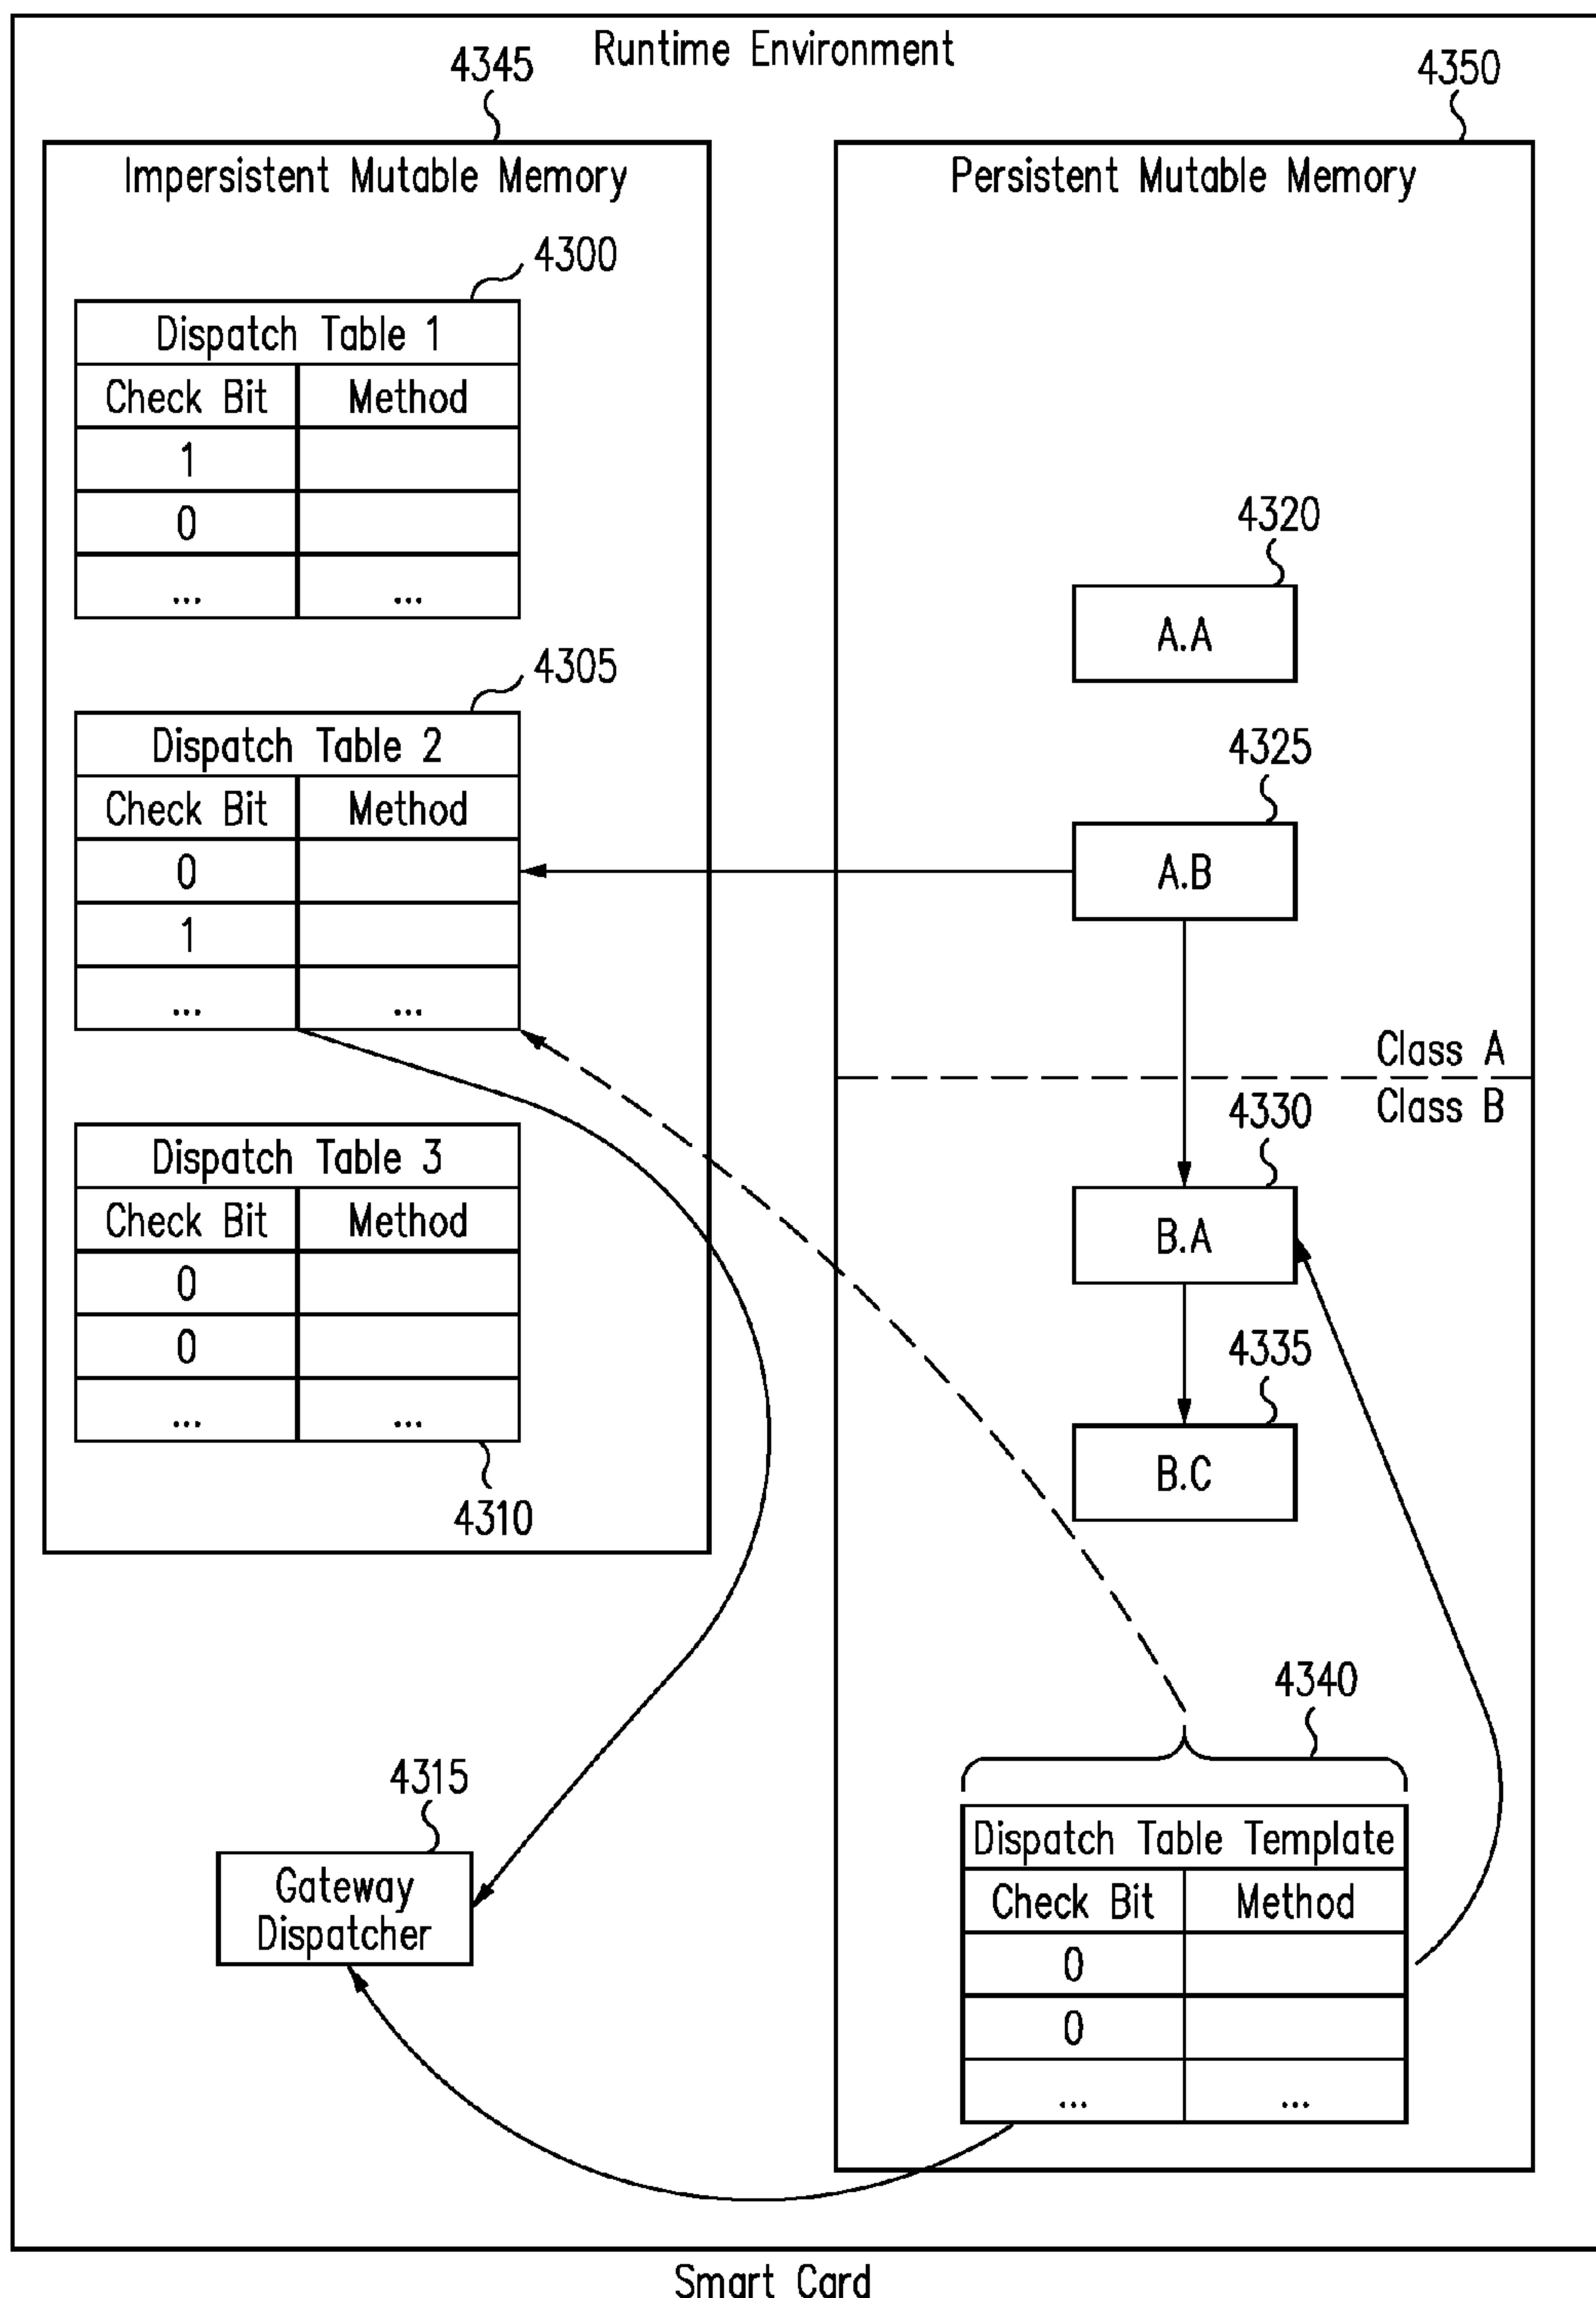 Runtime Environment
4345
4350
Impersistent Mutable Memory
4300
Dispatch Table 1
Check Bit Method
1
0
... ...
4305
Dispatch Table 2
Check Bit Method
0
1
... ...
Dispatch Table 3
Check Bit Method
0
0
... ...
4310
4315
Gateway
Dispatcher
Persistent Mutable Memory
4320
A.A
4325
A.B
Class A
Class B
4330
B.A
4335
B.C
4340
Dispatch Table Template
Check Bit Method
0
0
... ...
Smart Card